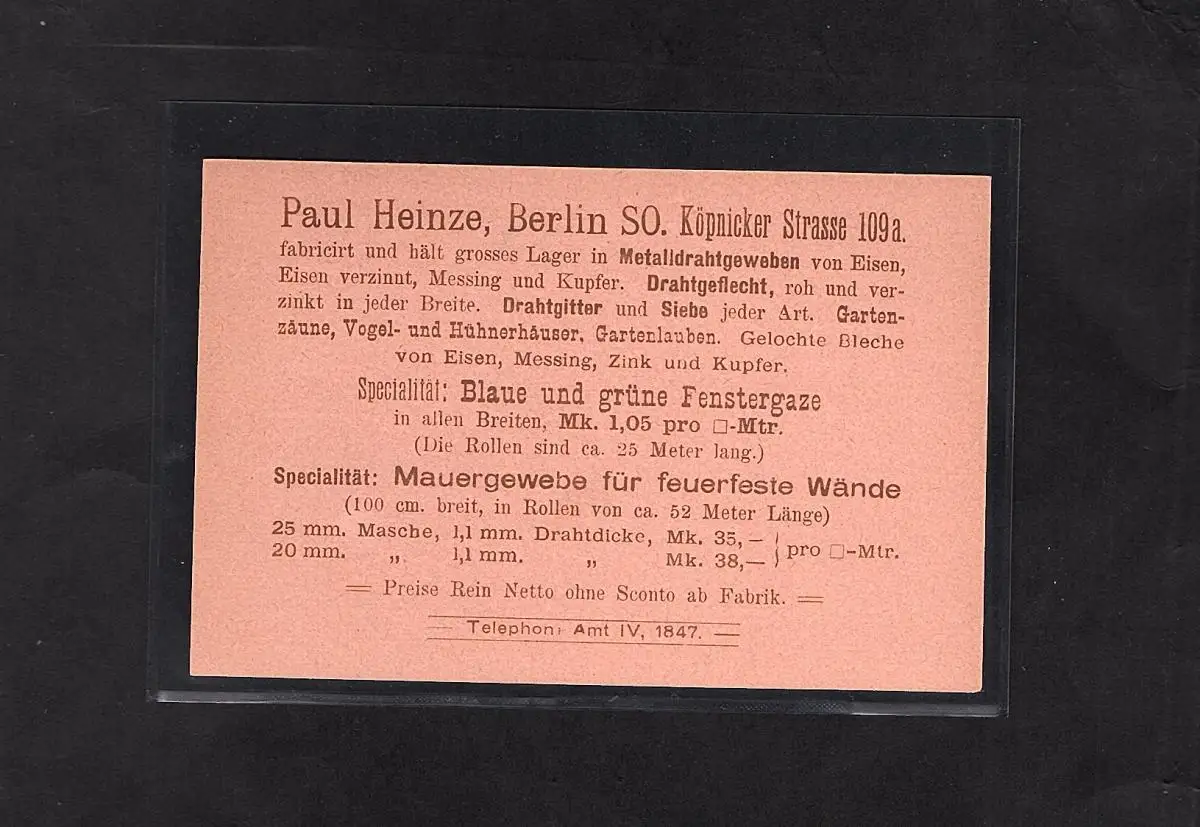 Paul Heinze, Berlin SO. Köpnicker Strasse 109a.
fabricirt und hält grosses Lager in Metalldrahtgeweben von Eisen,
Eisen verzinnt, Messing und Kupfer. Drahtgeflecht, roh und ver-
zinkt in jeder Breite. Drahtgitter und Siebe jeder Art. Garten-
zäune, Vogel- und Hühnerhäuser, Gartenlauben. Gelochte Bleche
von Eisen, Messing, Zink und Kupfer.
Specialität: Blaue und grüne Fenstergaze
in allen Breiten, Mk. 1,05 pro □-Mtr.
(Die Rollen sind ca. 25 Meter lang.)
Specialität: Mauergewebe für feuerfeste Wände
(100 cm. breit, in Rollen von ca. 52 Meter Länge)
25 mm. Masche, 1,1 mm. Drahtdicke, Mk. 35,— } pro □-Mtr.
20 mm. „ 1,1 mm. „ Mk. 38,—
Preise Rein Netto ohne Sconto ab Fabrik.
Telephon: Amt IV, 1847.